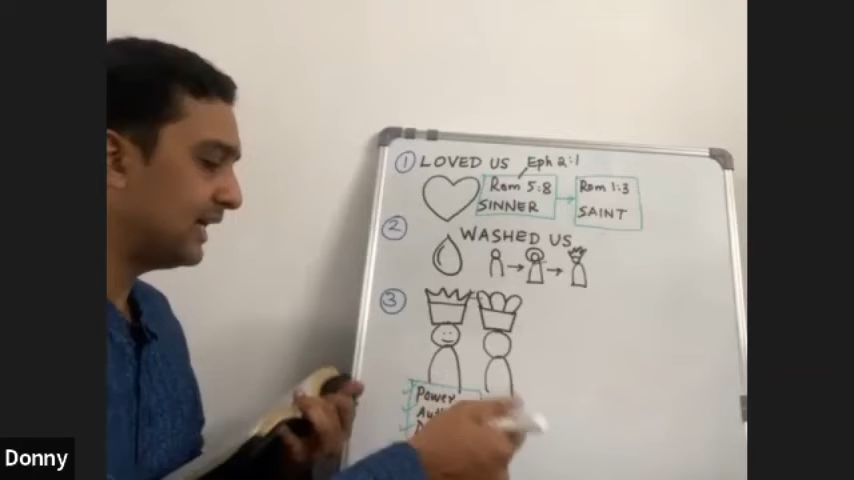 1 LOVED US Eph 2:1
Rom 5:8
SINNER
Rom 1:3
SAINT
2 WASHED US
3
Power
Donny